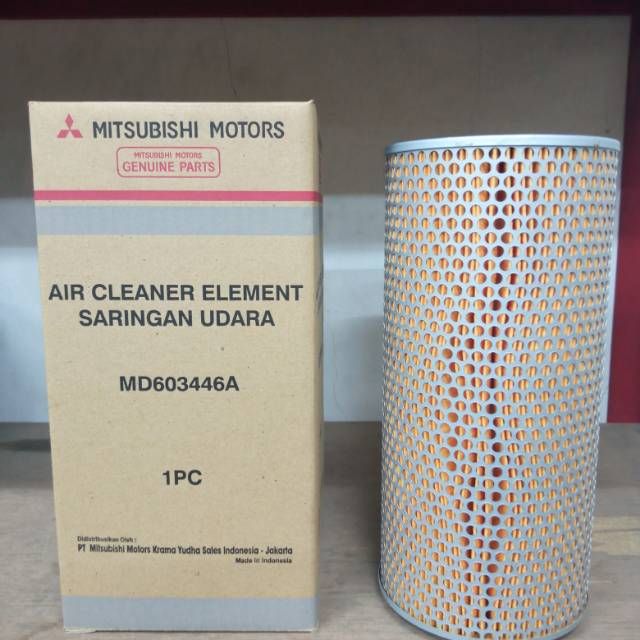 MITSUBISHI MOTORS
MITSUBISHI MOTORS
GENUINE PARTS
AIR CLEANER ELEMENT
SARINGAN UDARA
MD603446A
1PC
Didistribusikan Oleh :
PT Mitsubishi Motors Krama Yudha Sales Indonesia - Jakarta
Made in Indonesia